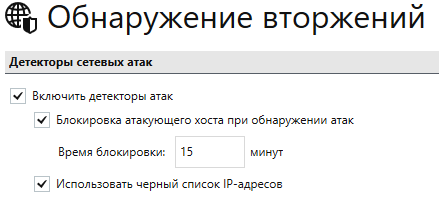 Обнаружение вторжений
Детекторы сетевых атак
Включить детекторы атак
Блокировка атакующего хоста при обнаружении атак
Время блокировки: 15 минут
Использовать черный список IP-адресов